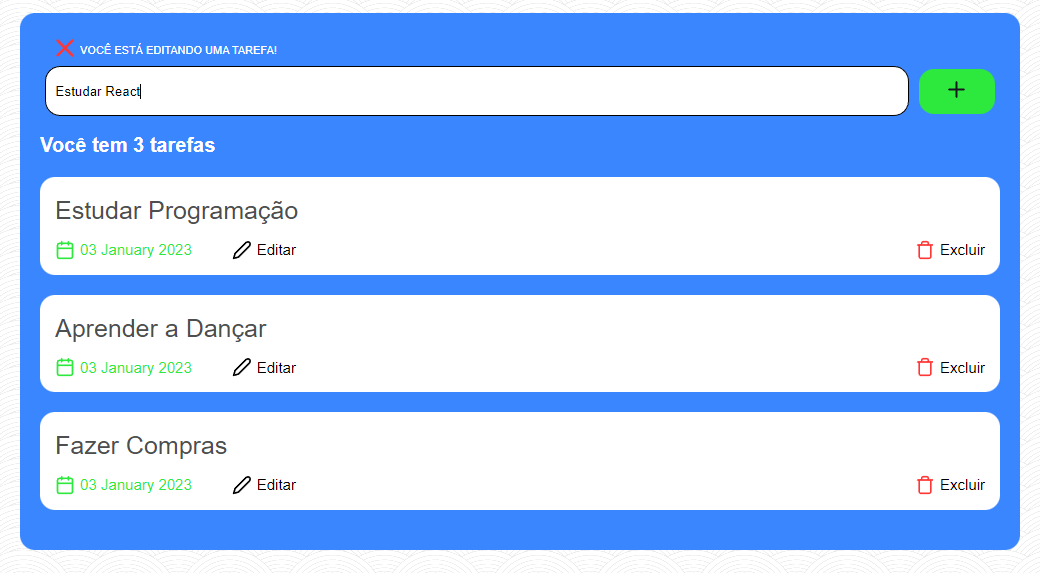 VOCÊ ESTÁ EDITANDO UMA TAREFA!
Estudar React
Você tem 3 tarefas
Estudar Programação
03 January 2023 Editar Excluir
Aprender a Dançar
03 January 2023 Editar Excluir
Fazer Compras
03 January 2023 Editar Excluir